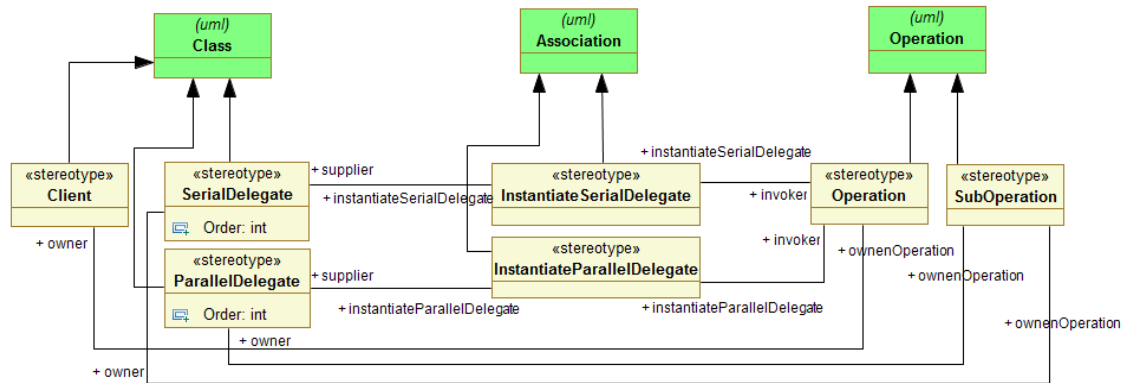 (uml)
Class
(uml)
Association
(uml)
Operation
«stereotype»
Client
+ owner
«stereotype»
SerialDelegate
Order: int
+ supplier
+ instantiateSerialDelegate
«stereotype»
InstantiateSerialDelegate
+ instantiateSerialDelegate
+ invoker
«stereotype»
Operation
«stereotype»
SubOperation
«stereotype»
ParallelDelegate
Order: int
+ supplier
+ instantiateParallelDelegate
«stereotype»
InstantiateParallelDelegate
+ invoker
+ instantiateParallelDelegate
+ ownenOperation
+ ownenOperation
+ ownenOperation
+ owner
+ owner